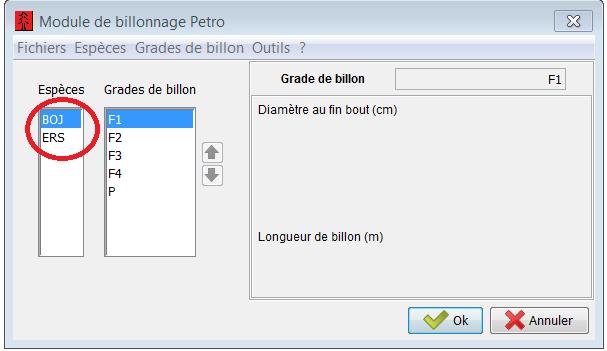 Module de billonnage Petro
Fichiers Espèces Grades de billon Outils ?
Espèces
BOJ
ERS
Grades de billon
F1
F2
F3
F4
P
Grade de billon F1
Diamètre au fin bout (cm)
Longueur de billon (m)
Ok Annuler